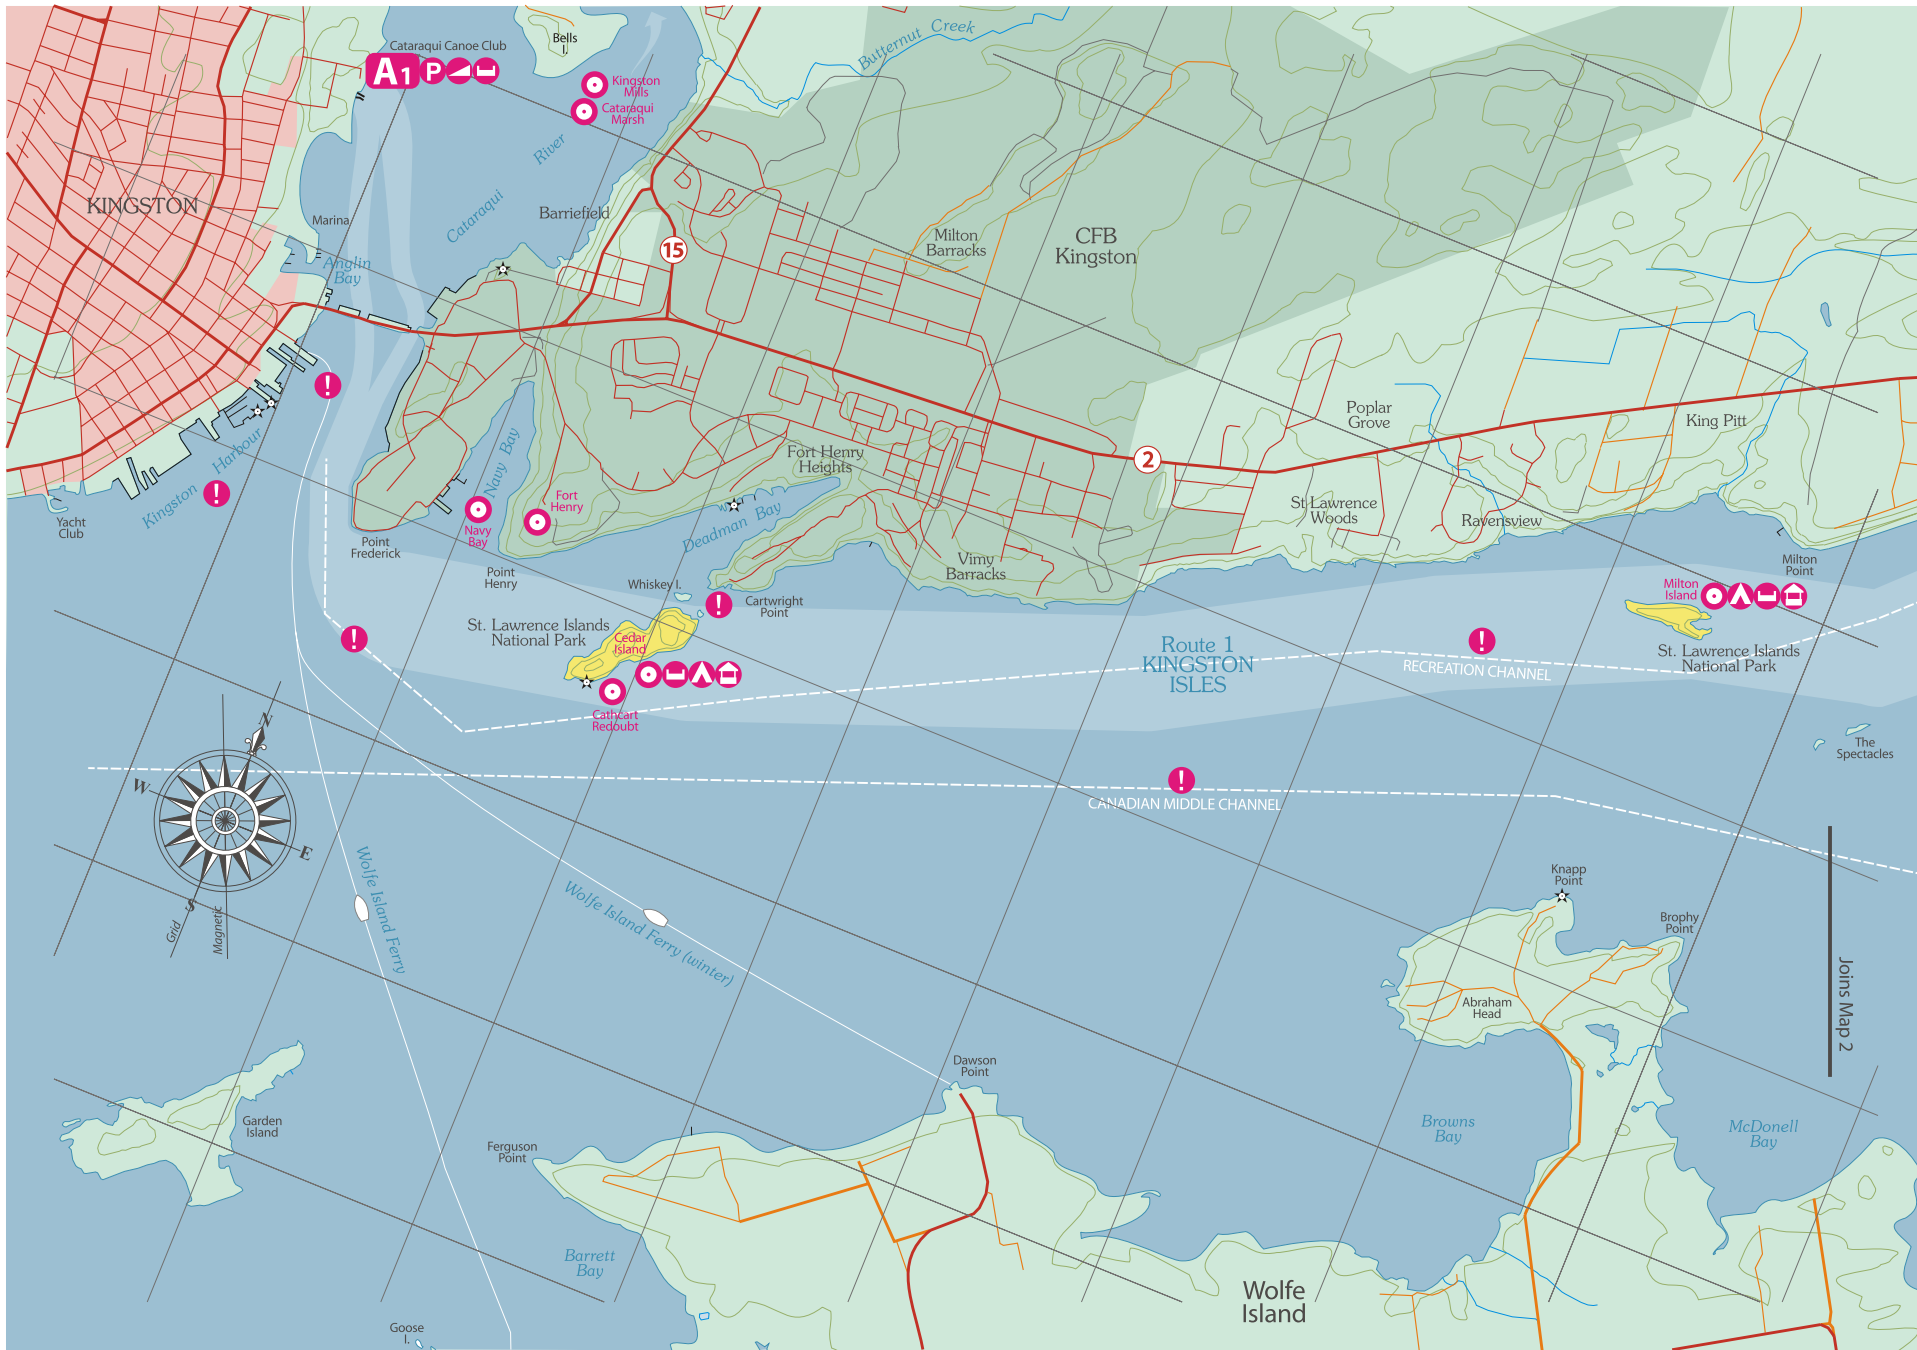 Bells
I.
Butternut Creek
Cataraqui Canoe Club
A1
P
Kingston
Mills
Cataraqui
Marsh
River
Cataraqui
KINGSTON
Marina
Barriefield
Anglin
Bay
15
Milton
Barracks
CFB
Kingston
!
Harbour
Kingston
!
Yacht
Club
Navy Bay
Navy
Bay
Fort
Henry
Fort Henry
Heights
Deadman Bay
Point
Frederick
Point
Henry
2
Poplar
Grove
King Pitt
St Lawrence
Woods
Ravensview
Vimy
Barracks
Whiskey I.
!
Cartwright
Point
St. Lawrence Islands
National Park
Cedar
Island
Cathcart
Redoubt
!
Route 1
KINGSTON
ISLES
!
RECREATION CHANNEL
Milton
Point
Milton
Island
St. Lawrence Islands
National Park
The
Spectacles
!
CANADIAN MIDDLE CHANNEL
N
W
E
S
Grid
Magnetic
Wolfe Island Ferry
Wolfe Island Ferry (winter)
Knapp
Point
Brophy
Point
Abraham
Head
Joins Map 2
Dawson
Point
Garden
Island
Ferguson
Point
Browns
Bay
McDonell
Bay
Barrett
Bay
Wolfe
Island
Goose
I.